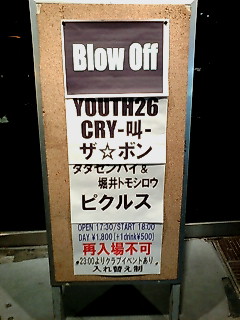 Blow Off
YOUTH26
CRY-叫-
ザ☆ボン
タダセンパイ&
堀井トモシロウ
ピクルス
OPEN 17:30/START 18:00
DAY ¥1,800 [+1drink¥500]
再入場不可
※23:00よりクラブイベントあり
入れ替え制